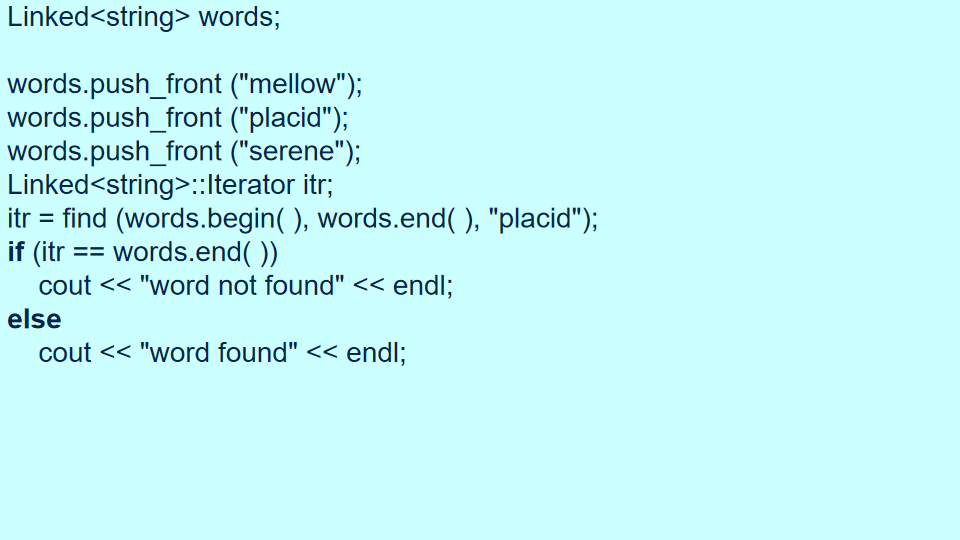 Linked<string> words;
words.push_front ("mellow");
words.push_front ("placid");
words.push_front ("serene");
Linked<string>::Iterator itr;
itr = find (words.begin( ), words.end( ), "placid");
if (itr == words.end( ))
cout << "word not found" << endl;
else
cout << "word found" << endl;